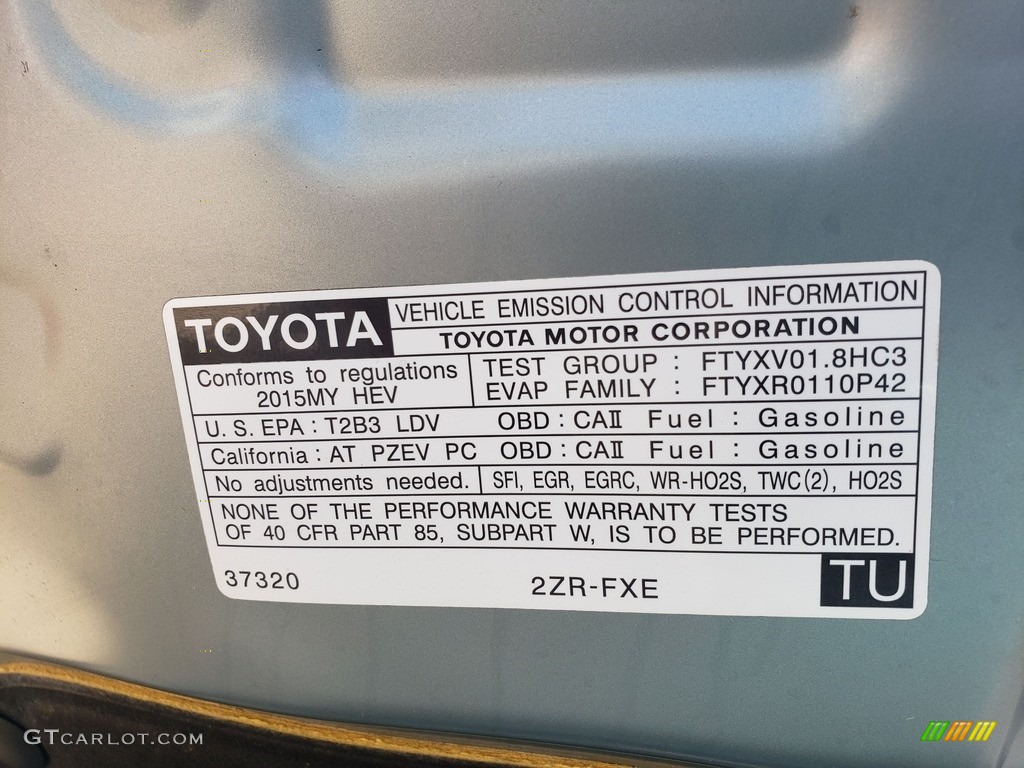 TOYOTA VEHICLE EMISSION CONTROL INFORMATION
TOYOTA MOTOR CORPORATION
Conforms to regulations
2015MY HEV
TEST GROUP : FTYXV01.8HC3
EVAP FAMILY : FTYXR0110P42
U. S. EPA : T2B3 LDV OBD : CAII Fuel : Gasoline
California : AT PZEV PC OBD : CAII Fuel : Gasoline
No adjustments needed. SFI, EGR, EGRC, WR-HO2S, TWC(2), HO2S
NONE OF THE PERFORMANCE WARRANTY TESTS
OF 40 CFR PART 85, SUBPART W, IS TO BE PERFORMED.
37320 2ZR-FXE TU
GTCARLOT.COM